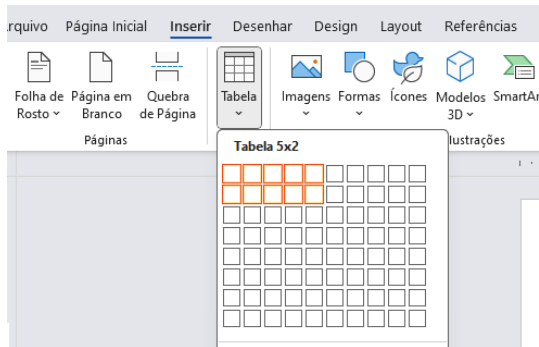 Arquivo Página Inicial Inserir Desenhar Design Layout Referências
Folha de Rosto
Página em Branco
Quebra de Página
Tabela
Imagens
Formas
Ícones
Modelos 3D
SmartAr
Páginas
lustrações
Tabela 5x2